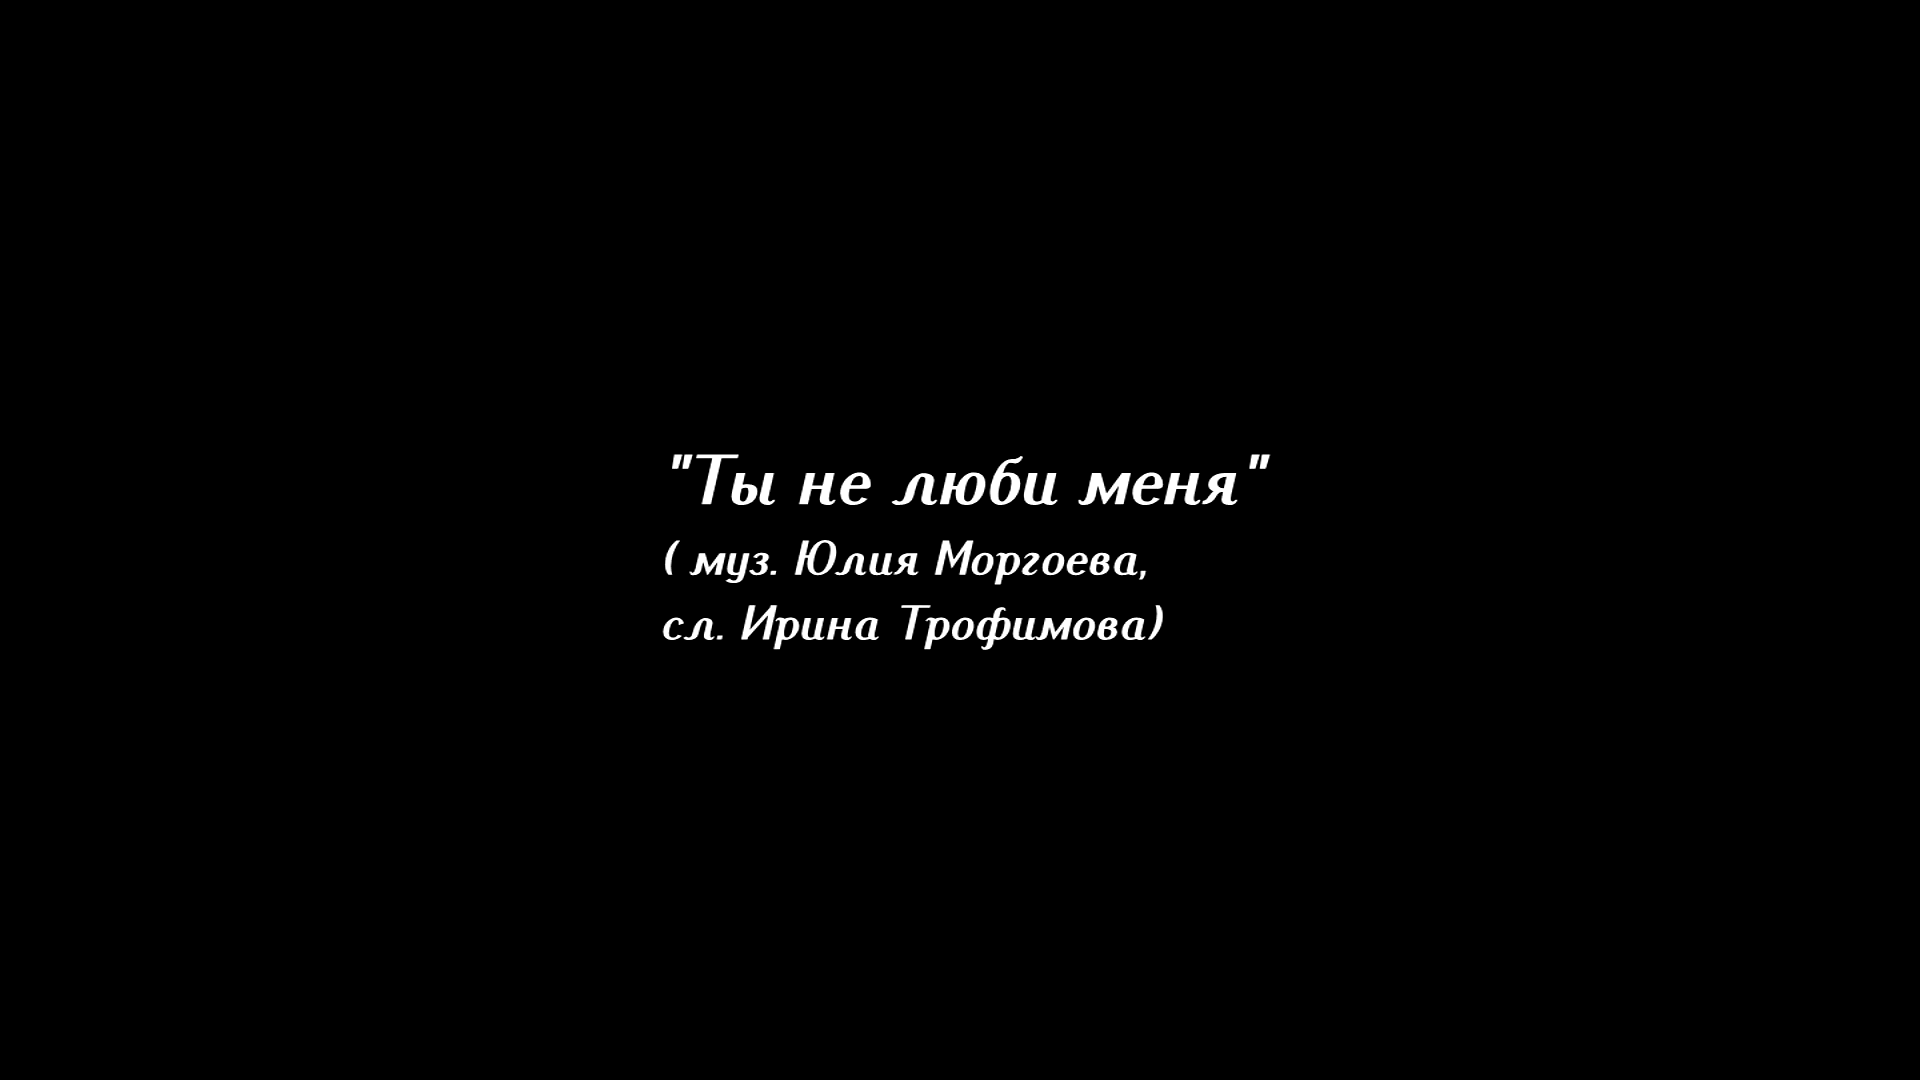 "Ты не люби меня"
( муз. Юлия Моргоева,
сл. Ирина Трофимова)